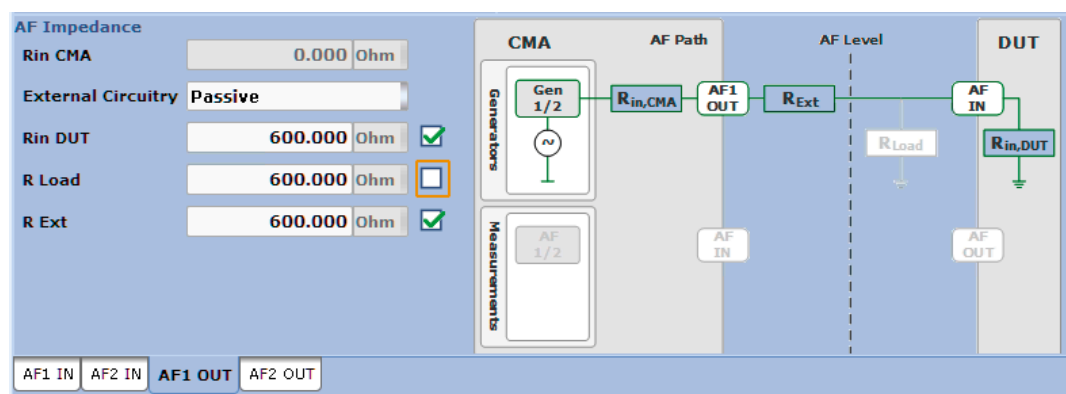 AF Impedance
Rin CMA 0.000 Ohm
External Circuitry Passive
Rin DUT 600.000 Ohm
R Load 600.000 Ohm
R Ext 600.000 Ohm
CMA AF Path AF Level DUT
Generators
Gen
1/2
Rin,CMA
AF1
OUT
RExt
RLoad
AF
IN
Rin,DUT
Measurements
AF
1/2
AF
IN
AF
OUT
AF1 IN AF2 IN AF1 OUT AF2 OUT